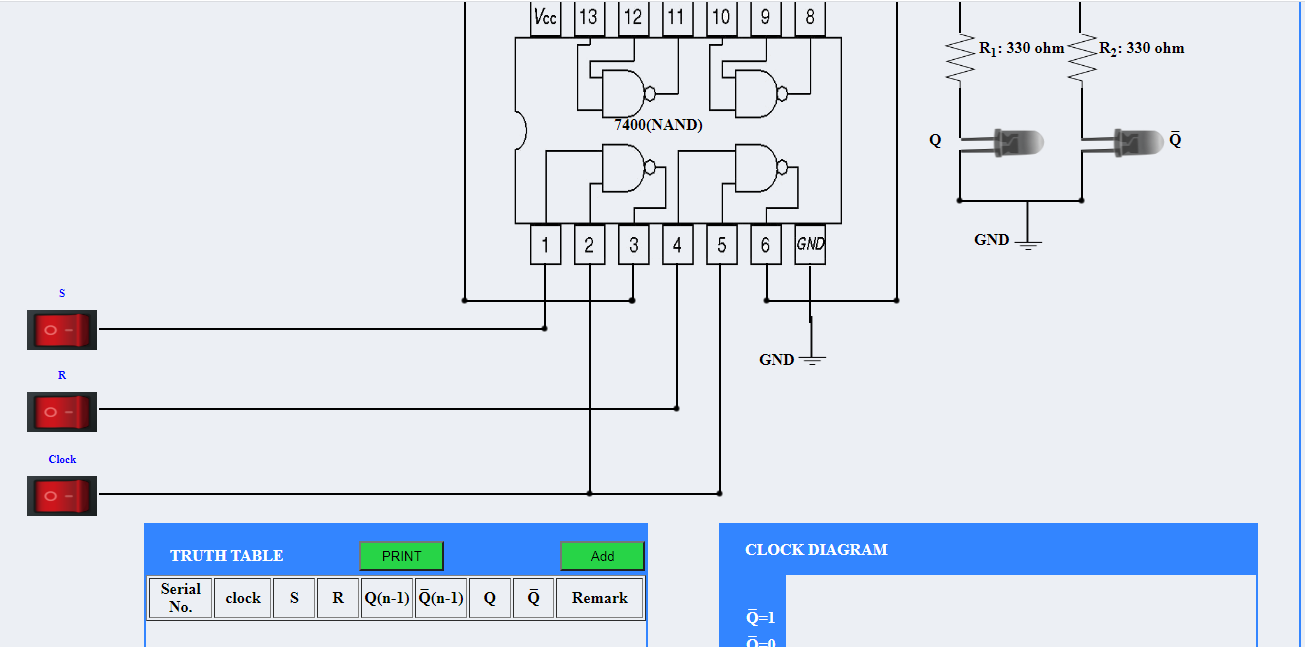 Vcc 13 12 11 10 9 8
R1: 330 ohm R2: 330 ohm
7400(NAND)
Q Q̅
1 2 3 4 5 6 GND
GND
S
GND
R
Clock
TRUTH TABLE PRINT Add
CLOCK DIAGRAM
Serial No. clock S R Q(n-1) Q̅(n-1) Q Q̅ Remark
Q̅=1
Q̅=0